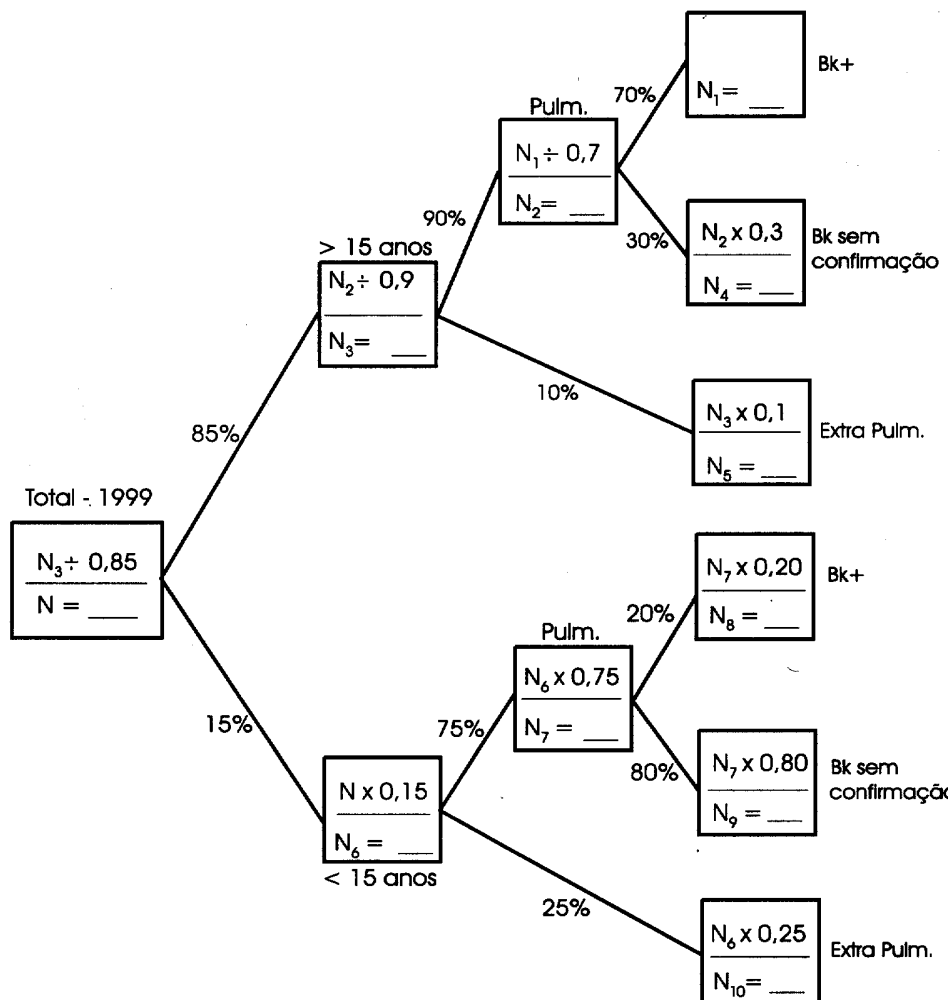 Bk+
70%
N₁ = ___
Pulm.
N₁ ÷ 0,7
N₂ = ___
90%
30%
N₂ x 0,3
N₄ = ___
Bk sem
confirmação
> 15 anos
N₂ ÷ 0,9
N₃ = ___
10%
N₃ x 0,1
N₅ = ___
Extra Pulm.
85%
Total - 1999
N₃ ÷ 0,85
N = ___
N₇ x 0,20
N₈ = ___
Bk+
20%
Pulm.
N₆ x 0,75
N₇ = ___
15%
75%
80%
N₇ x 0,80
N₉ = ___
Bk sem
confirmação
N x 0,15
N₆ = ___
< 15 anos
25%
N₆ x 0,25
N₁₀ = ___
Extra Pulm.